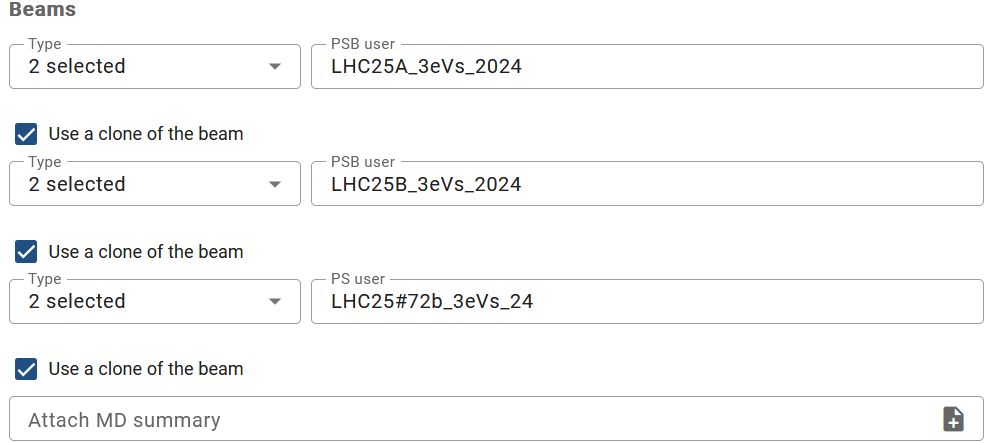 Beams
Type
PSB user
2 selected
LHC25A_3eVs_2024
Use a clone of the beam
Type
PSB user
2 selected
LHC25B_3eVs_2024
Use a clone of the beam
Type
PS user
2 selected
LHC25#72b_3eVs_24
Use a clone of the beam
Attach MD summary